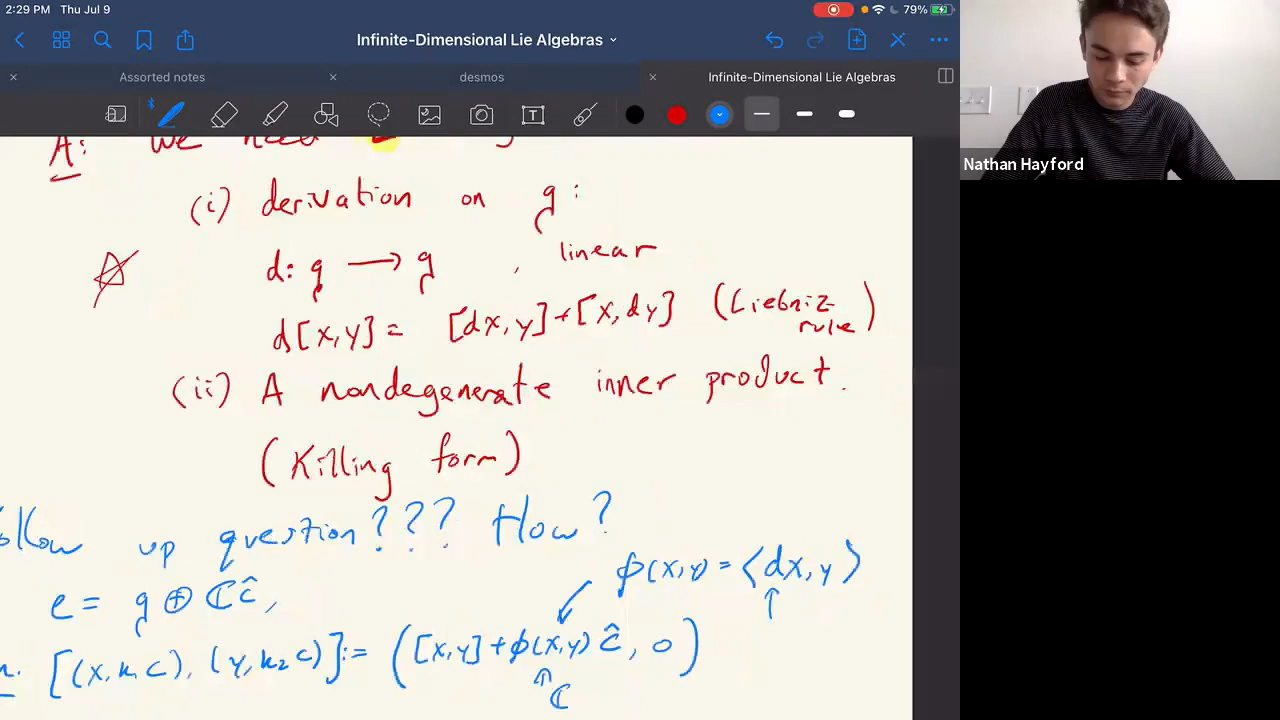 2:29 PM Thu Jul 9
79%
Infinite-Dimensional Lie Algebras
Assorted notes
desmos
Infinite-Dimensional Lie Algebras
Nathan Hayford
A: we need
(i) derivation on g:
d: g → g , linear
d[x,y] = [dx,y]+[x,dy] (Liebniz rule)
(ii) A nondegenerate inner product.
(Killing form)
up question??? How?
φ(x,y) = ⟨dx,y⟩
e = g ⊕ ℂĉ,
[(x,k₁c), (y,k₂c)] := ([x,y]+φ(x,y)ĉ, 0)
↑ ℂ